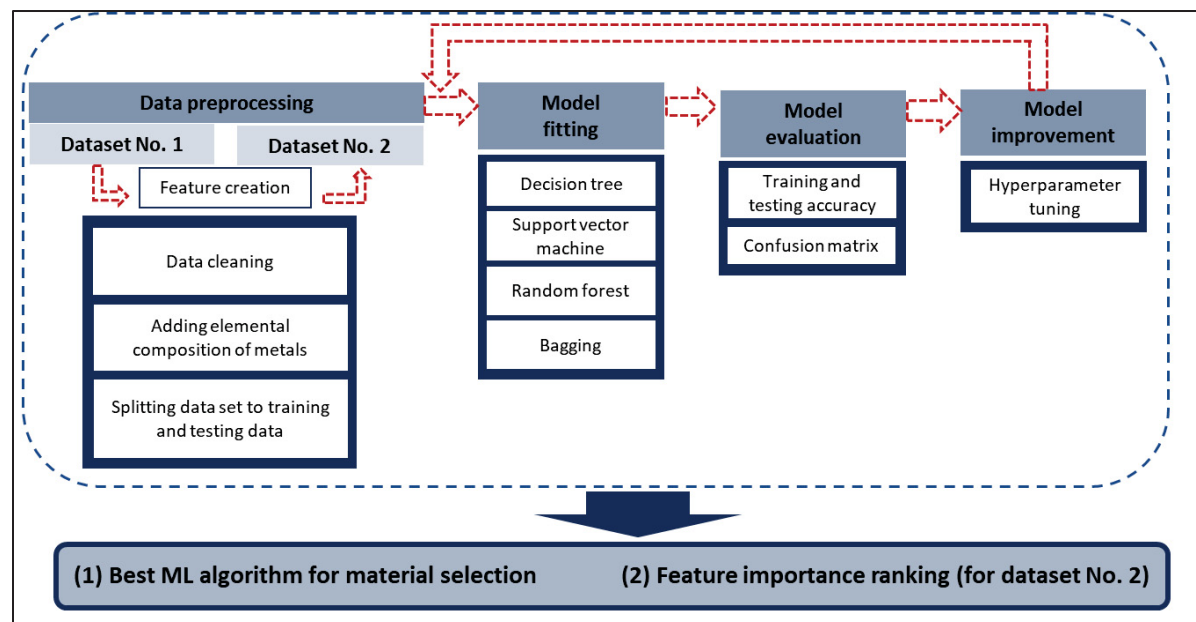 Data preprocessing
Dataset No. 1
Dataset No. 2
Feature creation
Data cleaning
Adding elemental
composition of metals
Splitting data set to training
and testing data
Model
fitting
Decision tree
Support vector
machine
Random forest
Bagging
Model
evaluation
Training and
testing accuracy
Confusion matrix
Model
improvement
Hyperparameter
tuning
(1) Best ML algorithm for material selection
(2) Feature importance ranking (for dataset No. 2)